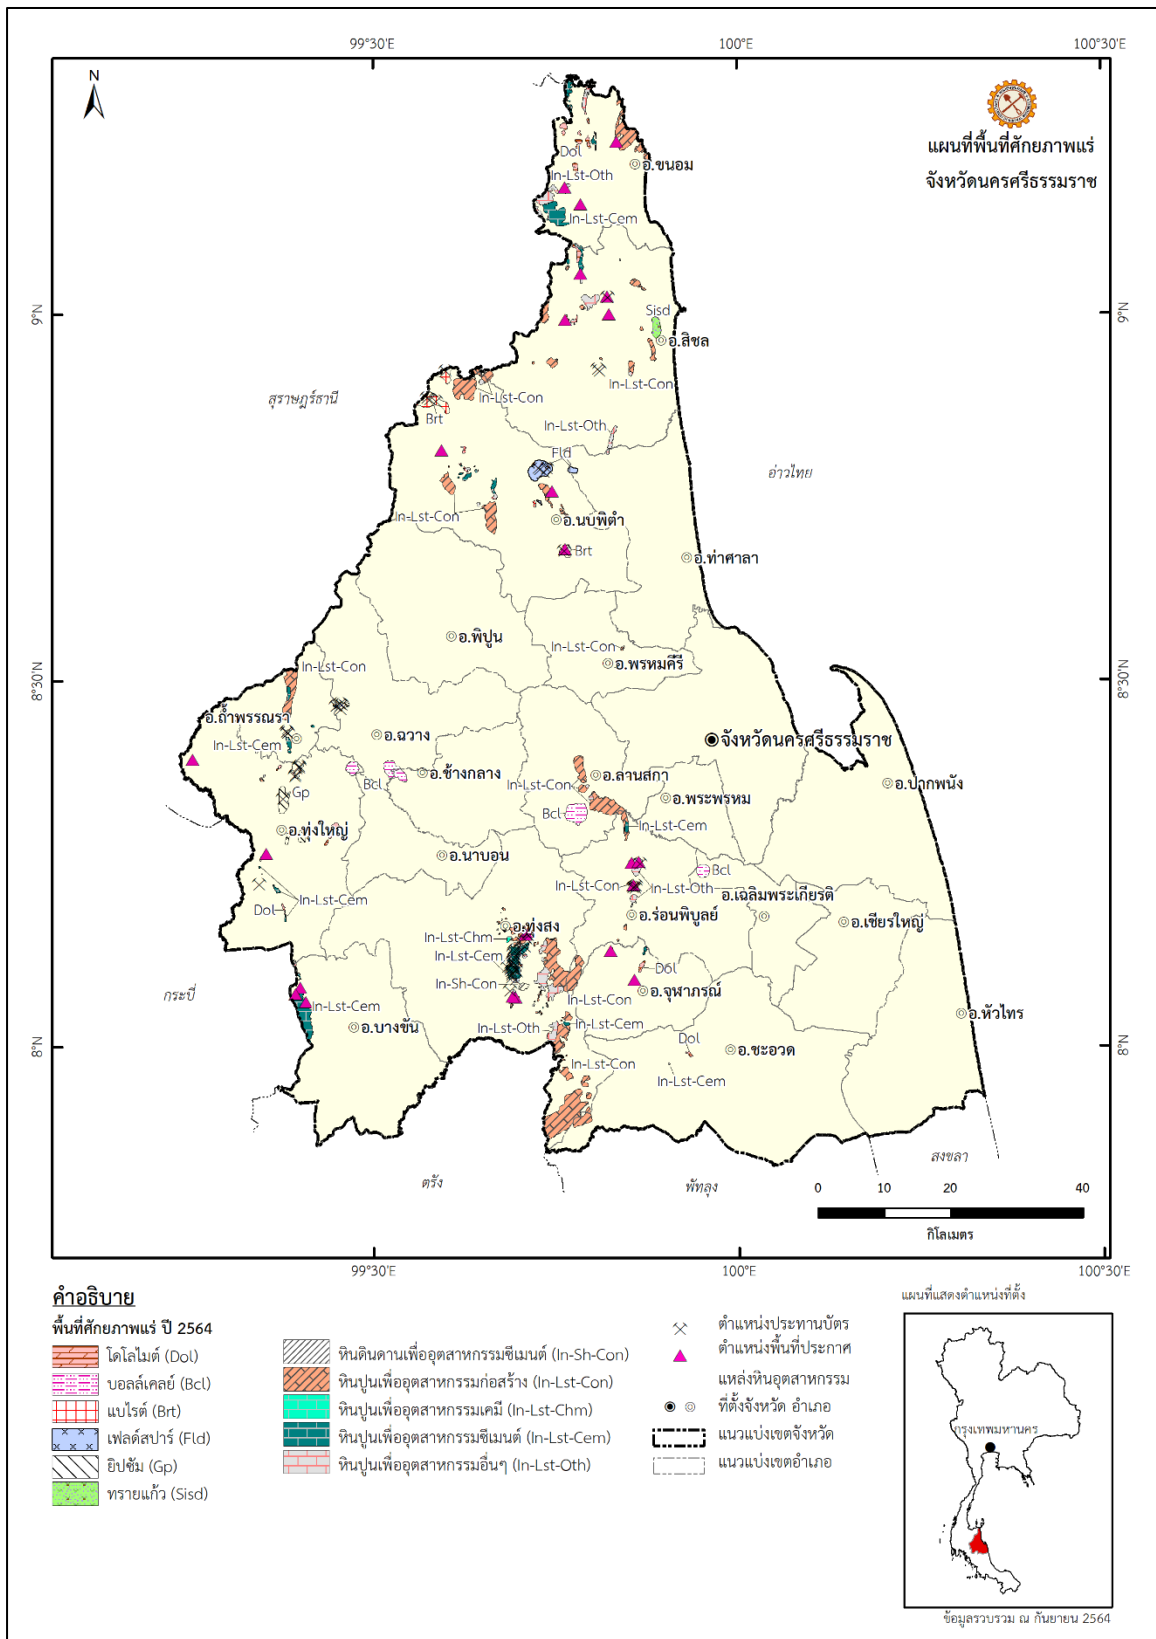 99°30'E
100°E
100°30'E
N
แผนที่พื้นที่ศักยภาพแร่
จังหวัดนครศรีธรรมราช
Dol
อ.ขนอม
In-Lst-Oth
In-Lst-Cem
9°N
9°N
Sisd
อ.สิชล
สุราษฎร์ธานี
In-Lst-Con
In-Lst-Con
Brt
In-Lst-Oth
Fld
อ่าวไทย
In-Lst-Con
อ.นบพิตำ
Brt
อ.ท่าศาลา
อ.พิปูน
In-Lst-Con
อ.พรหมคีรี
In-Lst-Con
8°30'N
8°30'N
อ.ถ้ำพรรณรา
In-Lst-Cem
อ.ฉวาง
จังหวัดนครศรีธรรมราช
Bcl
อ.ช้างกลาง
In-Lst-Con
อ.ลานสกา
อ.ปากพนัง
Gp
อ.พระพรหม
Bcl
In-Lst-Cem
อ.ทุ่งใหญ่
อ.นาบอน
Bcl
In-Lst-Con
In-Lst-Oth
อ.เฉลิมพระเกียรติ
In-Lst-Cem
Dol
อ.ร่อนพิบูลย์
อ.เชียรใหญ่
อ.ทุ่งสง
In-Lst-Chm
In-Lst-Cem
Dol
In-Sh-Con
อ.จุฬาภรณ์
กระบี่
In-Lst-Cem
In-Lst-Con
อ.หัวไทร
อ.บางขัน
In-Lst-Oth
In-Lst-Cem
8°N
8°N
Dol
อ.ชะอวด
In-Lst-Con
In-Lst-Cem
สงขลา
ตรัง
พัทลุง
0 10 20 40
กิโลเมตร
99°30'E
100°E
100°30'E
คำอธิบาย
พื้นที่ศักยภาพแร่ ปี 2564
โดโลไมต์ (Dol)
บอลล์เคลย์ (Bcl)
แบไรต์ (Brt)
เฟลด์สปาร์ (Fld)
ยิปซัม (Gp)
ทรายแก้ว (Sisd)
หินดินดานเพื่ออุตสาหกรรมซีเมนต์ (In-Sh-Con)
หินปูนเพื่ออุตสาหกรรมก่อสร้าง (In-Lst-Con)
หินปูนเพื่ออุตสาหกรรมเคมี (In-Lst-Chm)
หินปูนเพื่ออุตสาหกรรมซีเมนต์ (In-Lst-Cem)
หินปูนเพื่ออุตสาหกรรมอื่นๆ (In-Lst-Oth)
ตำแหน่งประทานบัตร
ตำแหน่งพื้นที่ประกาศ
แหล่งหินอุตสาหกรรม
ที่ตั้งจังหวัด อำเภอ
แนวแบ่งเขตจังหวัด
แนวแบ่งเขตอำเภอ
แผนที่แสดงตำแหน่งที่ตั้ง
กรุงเทพมหานคร
ข้อมูลรวบรวม ณ กันยายน 2564